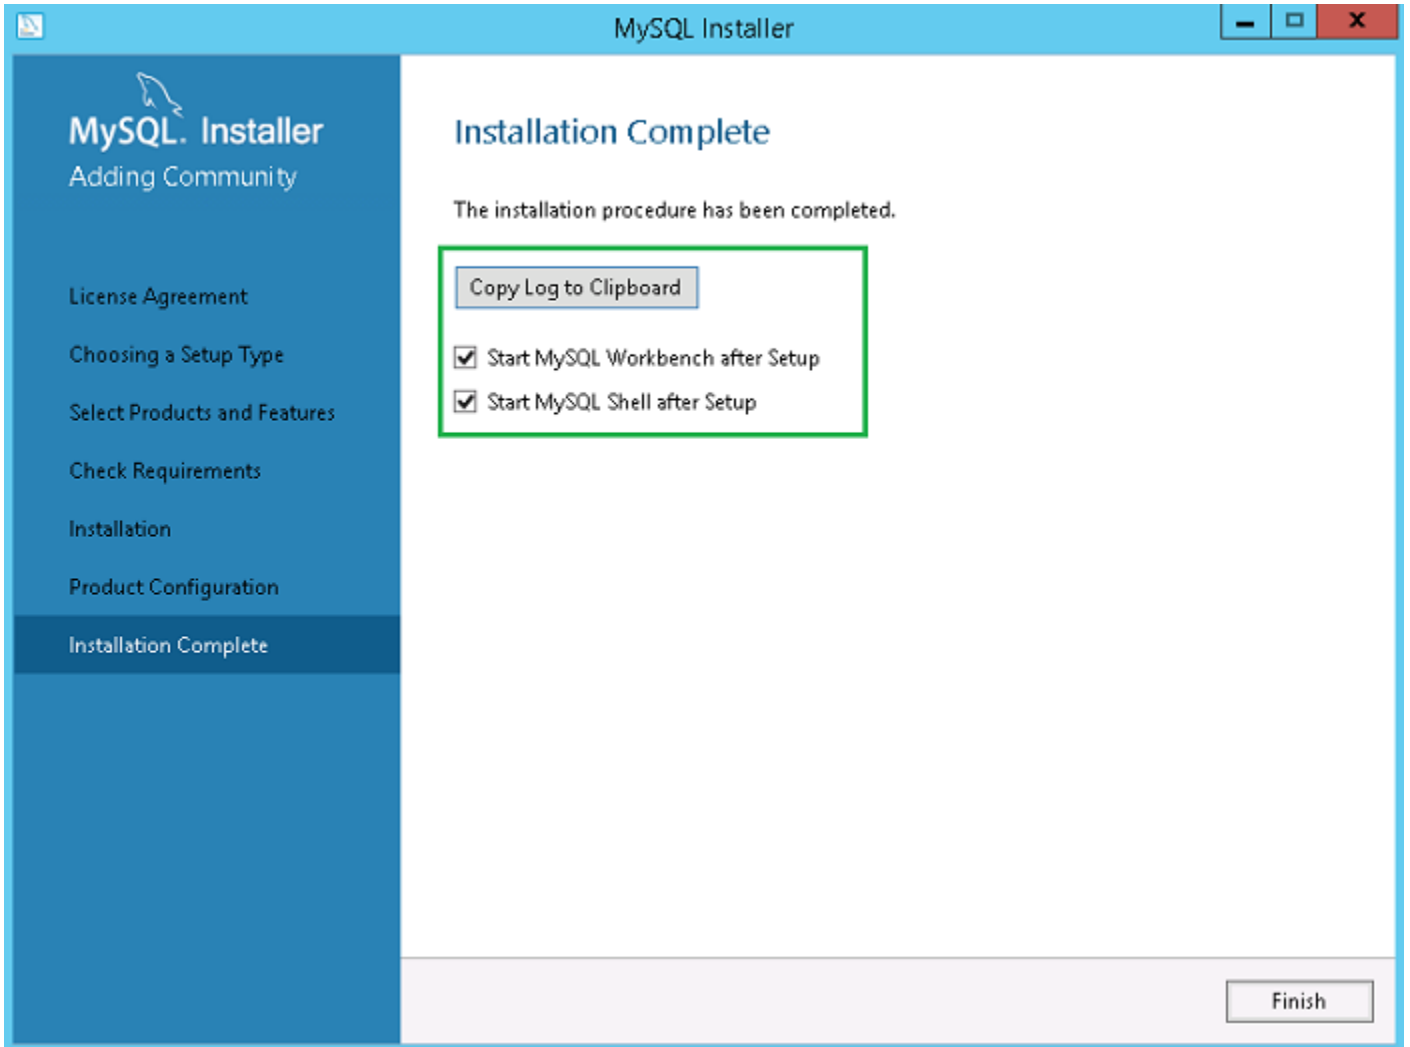 MySQL Installer
MySQL. Installer
Adding Community
License Agreement
Choosing a Setup Type
Select Products and Features
Check Requirements
Installation
Product Configuration
Installation Complete
Installation Complete
The installation procedure has been completed.
Copy Log to Clipboard
Start MySQL Workbench after Setup
Start MySQL Shell after Setup
Finish